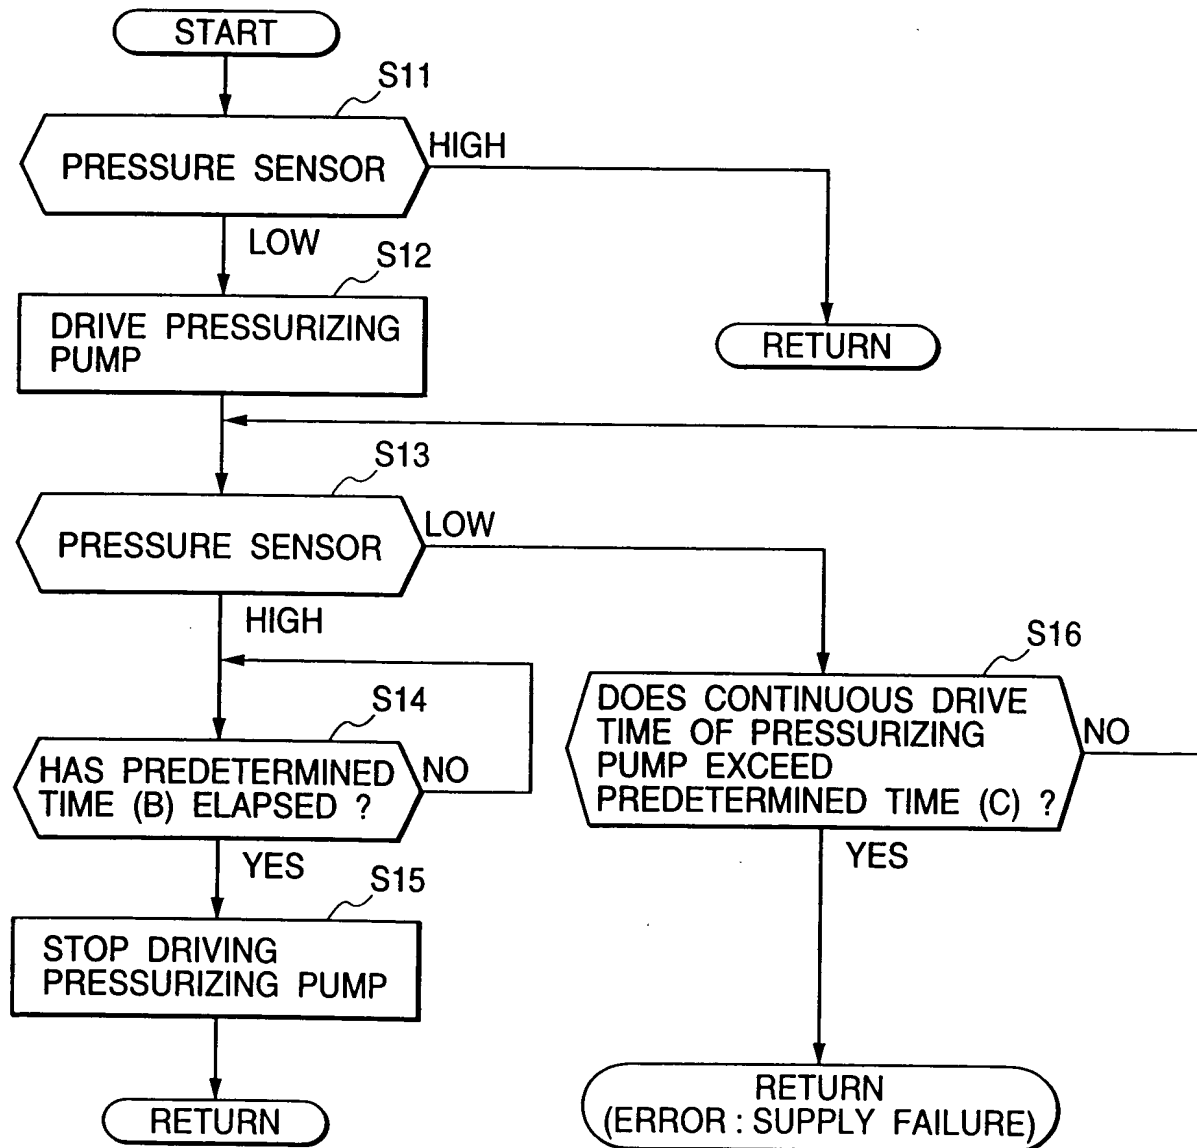 START
S11
PRESSURE SENSOR
HIGH
LOW
S12
DRIVE PRESSURIZING
PUMP
RETURN
S13
PRESSURE SENSOR
LOW
HIGH
S14
HAS PREDETERMINED
TIME (B) ELAPSED ?
NO
YES
S16
DOES CONTINUOUS DRIVE
TIME OF PRESSURIZING
PUMP EXCEED
PREDETERMINED TIME (C) ?
NO
YES
S15
STOP DRIVING
PRESSURIZING PUMP
RETURN
RETURN
(ERROR : SUPPLY FAILURE)